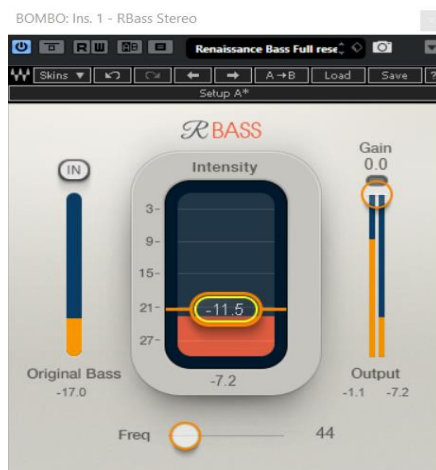 BOMBO: Ins. 1 - RBass Stereo
R W AB Renaissance Bass Full rese
Skins A→B Load Save ?
Setup A*
R BASS
Intensity
Gain
0.0
IN
3-
9-
15-
21-
27-
-11.5
-7.2
Original Bass
-17.0
Output
-1.1 -7.2
Freq 44